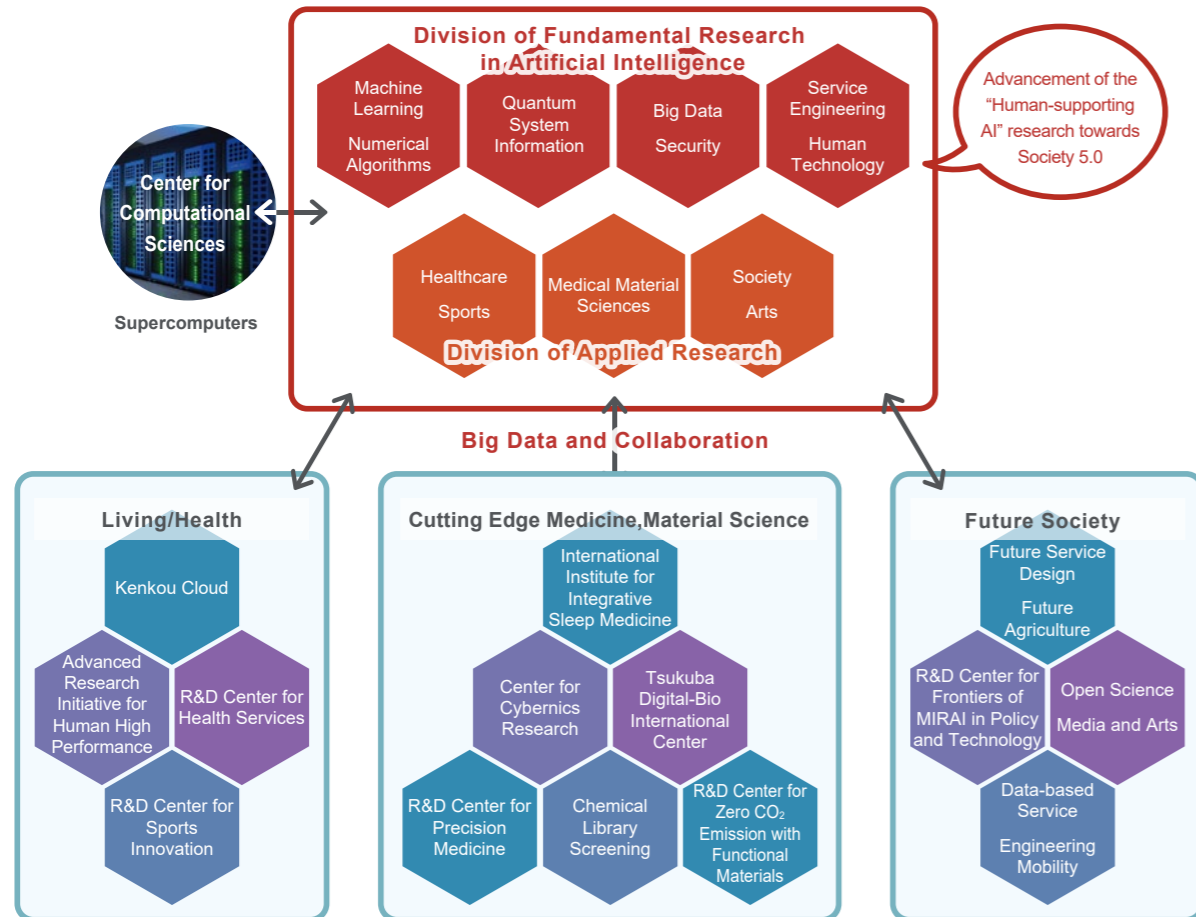 Division of Fundamental Research
in Artificial Intelligence
Machine
Learning
Numerical
Algorithms
Quantum
System
Information
Big Data
Security
Service
Engineering
Human
Technology
Advancement of the
“Human-supporting
AI” research towards
Society 5.0
Center for
Computational
Sciences
Supercomputers
Healthcare
Sports
Medical Material
Sciences
Society
Arts
Division of Applied Research
Big Data and Collaboration
Living/Health
Kenkou Cloud
Advanced
Research
Initiative for
Human High
Performance
R&D Center for
Health Services
R&D Center for
Sports
Innovation
Cutting Edge Medicine,Material Science
International
Institute for
Integrative
Sleep Medicine
Center for
Cybernics
Research
Tsukuba
Digital-Bio
International
Center
R&D Center for
Precision
Medicine
Chemical
Library
Screening
R&D Center for
Zero CO₂
Emission with
Functional
Materials
Future Society
Future Service
Design
Future
Agriculture
R&D Center for
Frontiers of
MIRAI in Policy
and Technology
Open Science
Media and Arts
Data-based
Service
Engineering
Mobility